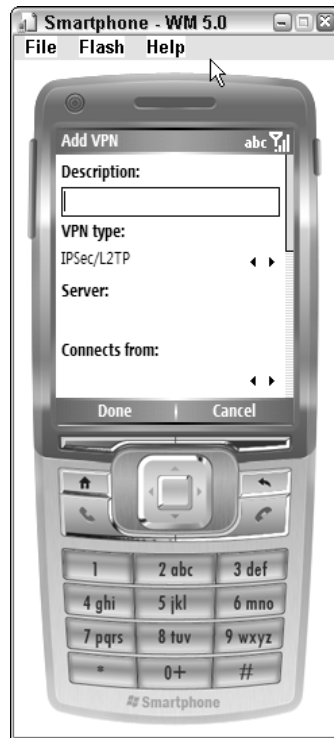 Smartphone - WM 5.0
File Flash Help
Add VPN abc
Description:
VPN type:
IPSec/L2TP
Server:
Connects from:
Done Cancel
1 2 abc 3 def
4 ghi 5 jkl 6 mno
7 pqrs 8 tuv 9 wxyz
* 0+ #
Smartphone